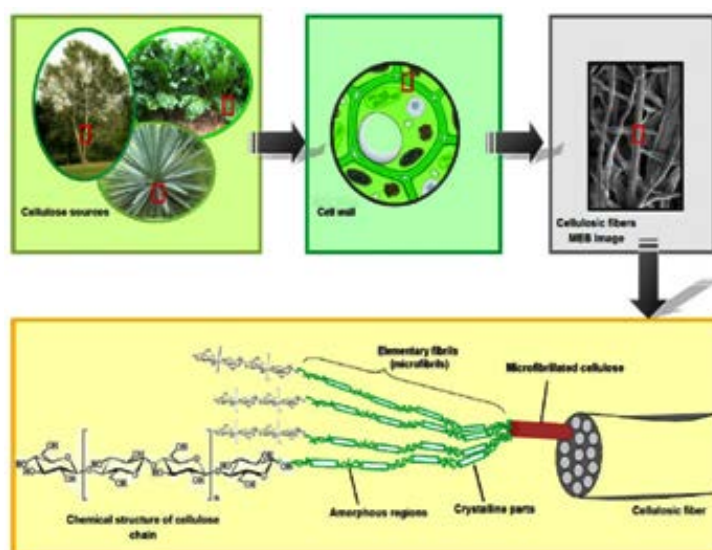 Cellulose sources
Cell wall
Cellulosic fibers
MEB image
Elementary fibrils
(microfibrils)
Microfibrillated cellulose
Amorphous regions
Crystalline parts
Cellulosic fiber
Chemical structure of cellulose
chain